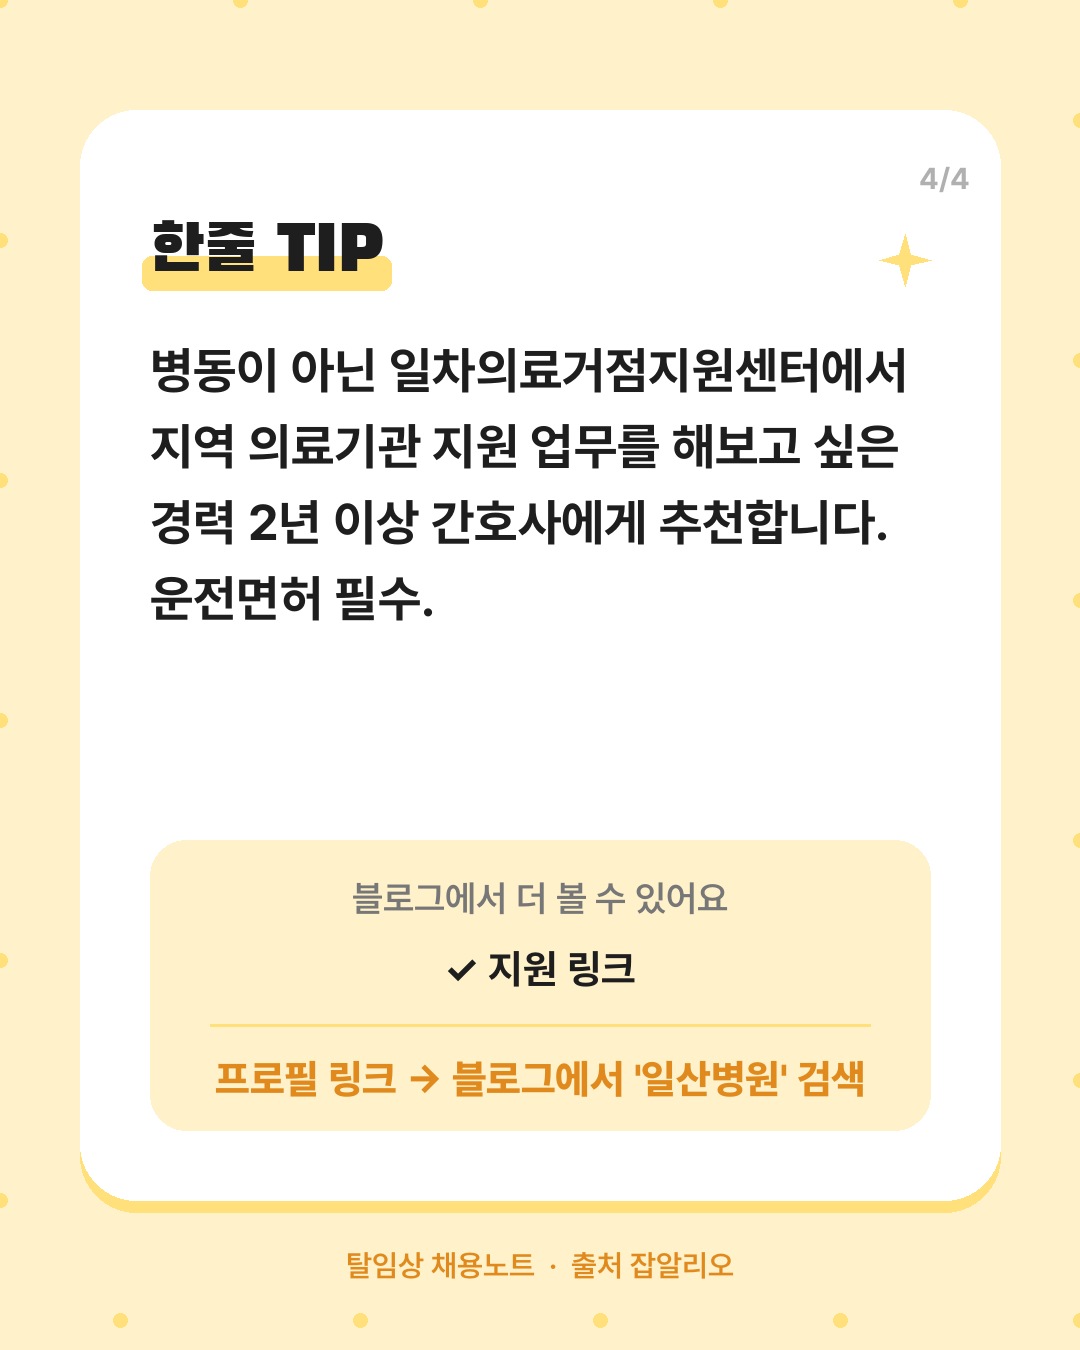 4/4
한줄 TIP
병동이 아닌 일차의료거점지원센터에서
지역 의료기관 지원 업무를 해보고 싶은
경력 2년 이상 간호사에게 추천합니다.
운전면허 필수.
블로그에서 더 볼 수 있어요
✓ 지원 링크
프로필 링크 → 블로그에서 '일산병원' 검색
탈임상 채용노트 · 출처 잡알리오